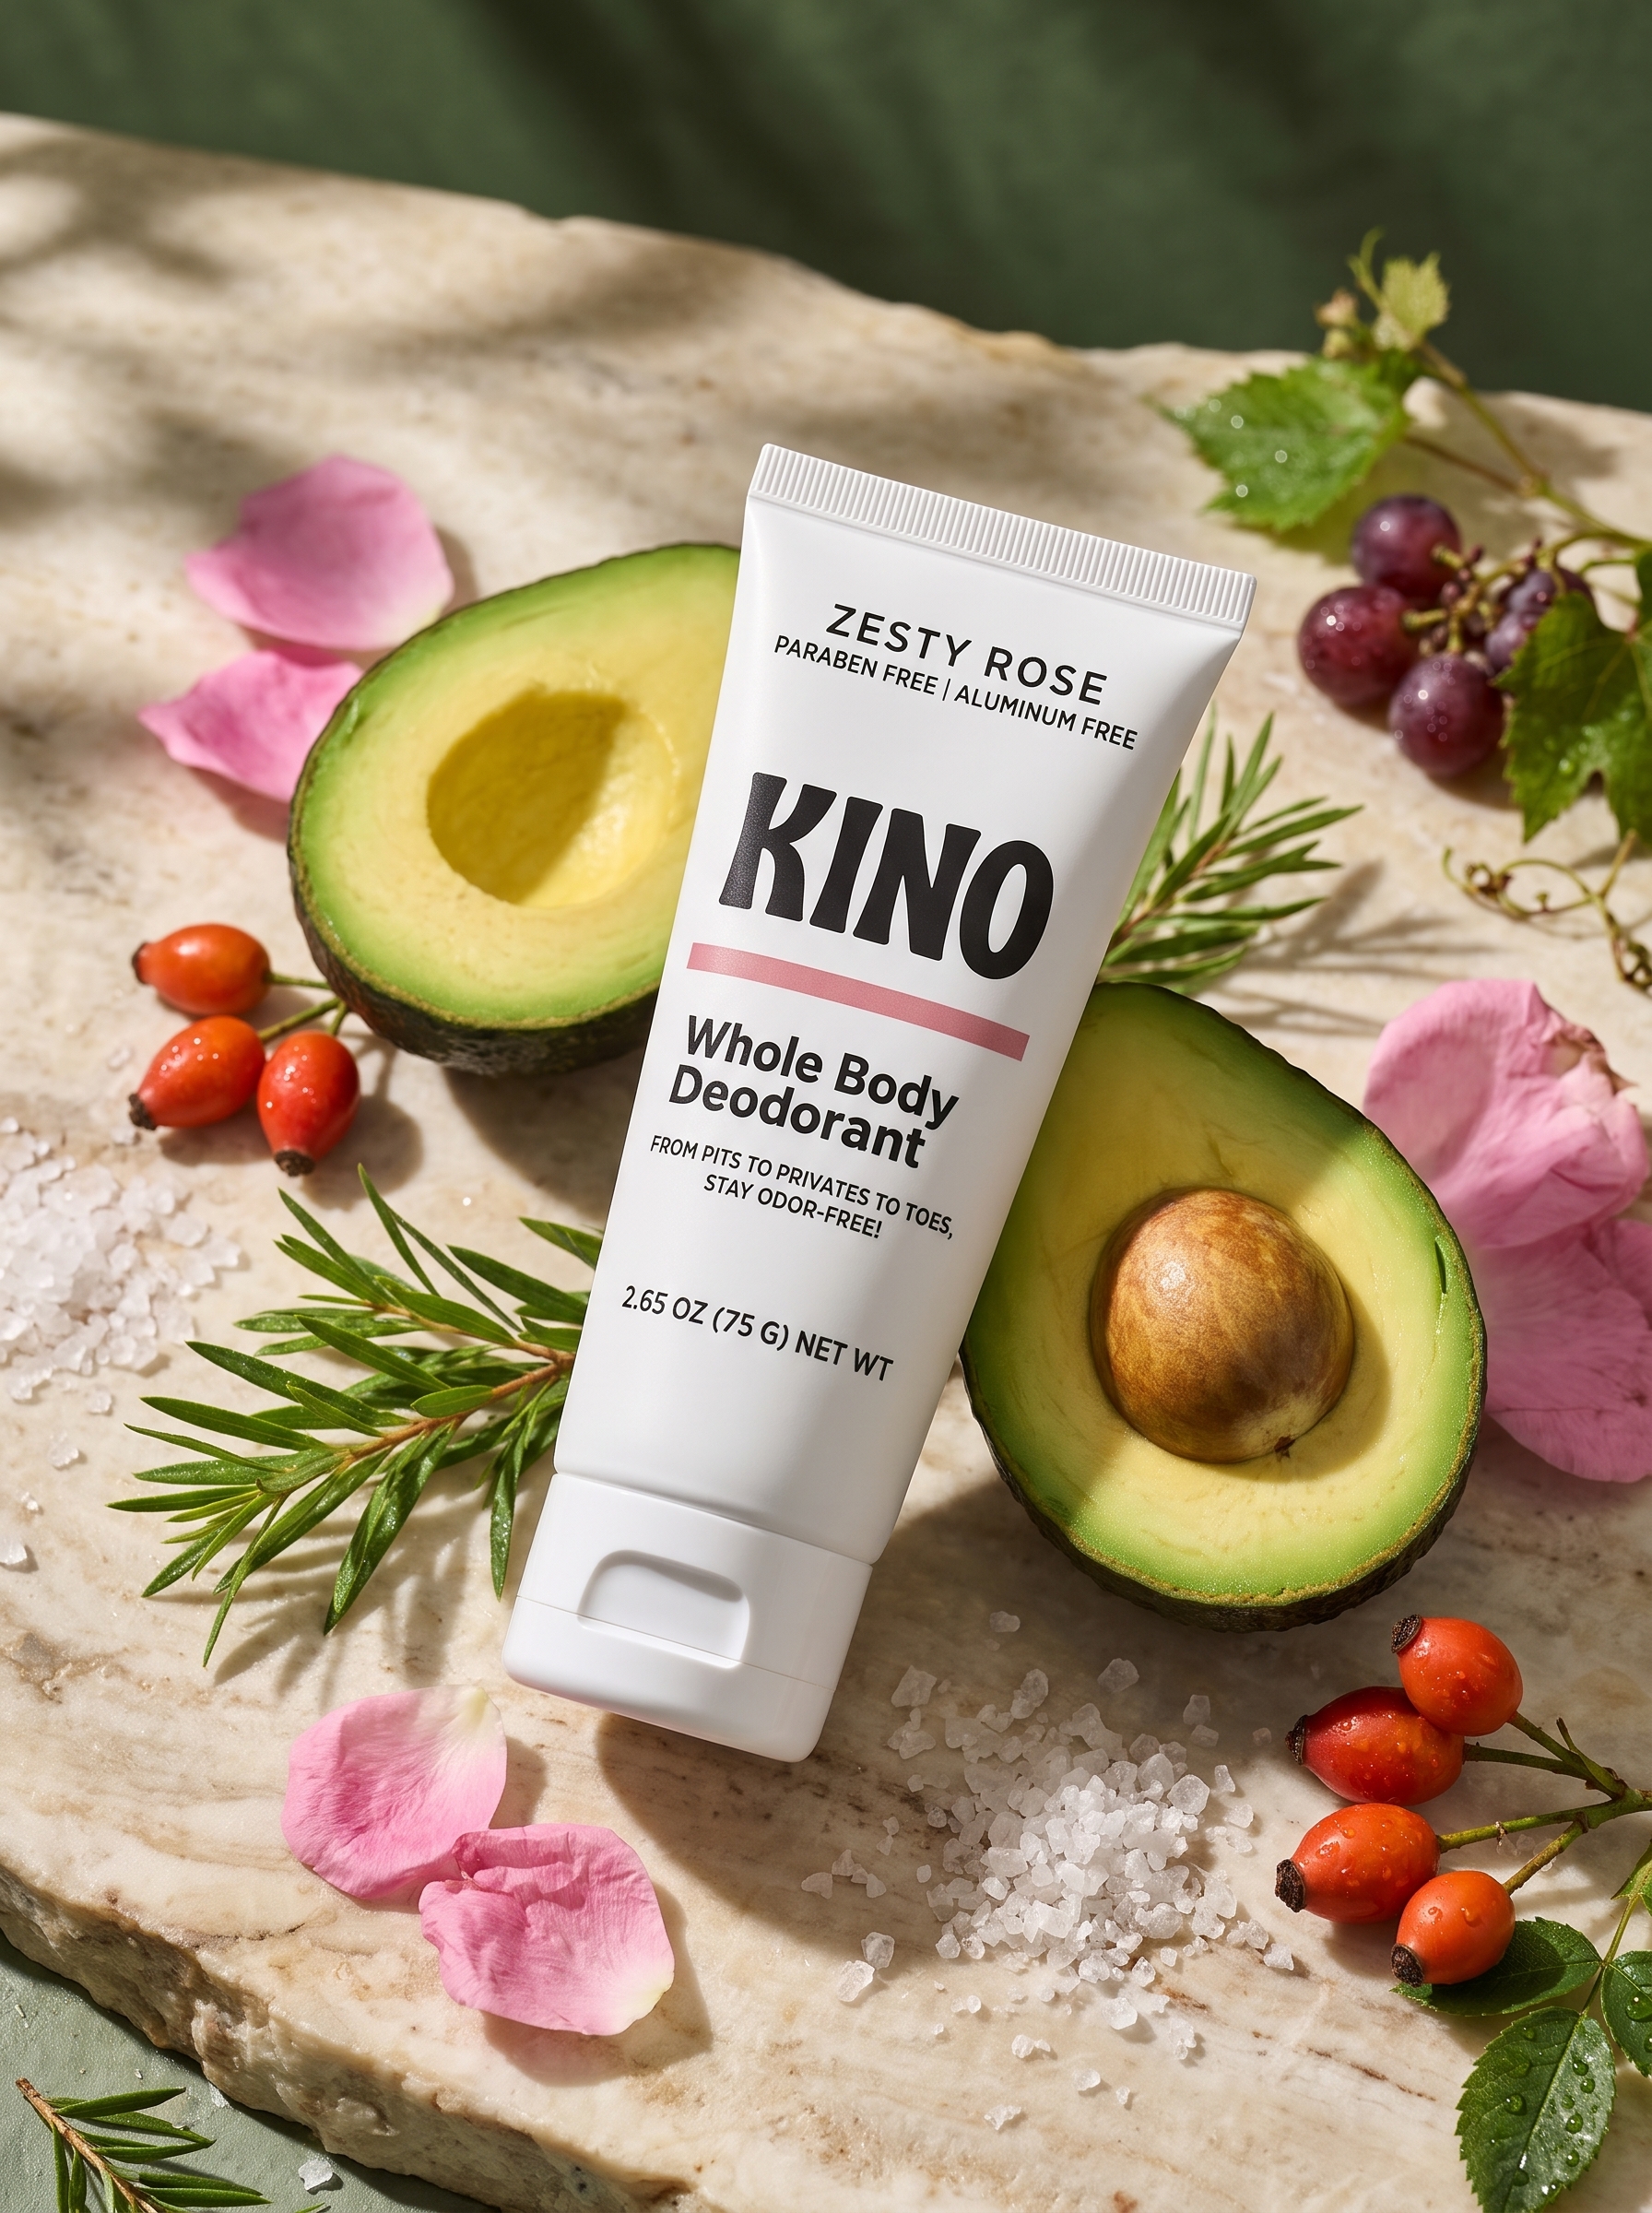 ZESTY ROSE
PARABEN FREE | ALUMINUM FREE
KINO
Whole Body
Deodorant
FROM PITS TO PRIVATES TO TOES,
STAY ODOR-FREE!
2.65 OZ (75 G) NET WT